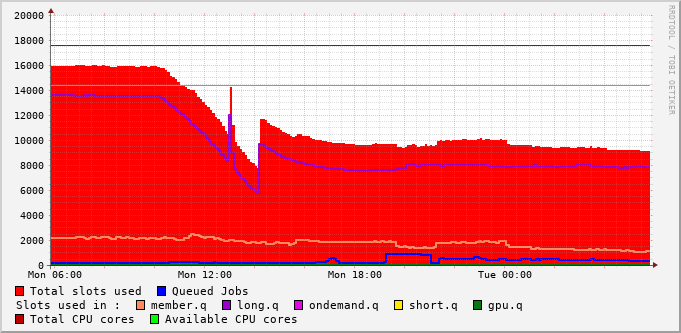 20000
18000
16000
14000
12000
10000
8000
6000
4000
2000
0
Mon 06:00 Mon 12:00 Mon 18:00 Tue 00:00
RRDTOOL / TOBI OETIKER
Total slots used Queued Jobs
Slots used in : member.q long.q ondemand.q short.q gpu.q
Total CPU cores Available CPU cores